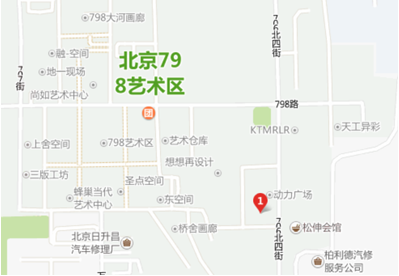 798大河画廊
融-空间
地一现场
尚如艺术中心
北京79
8艺术区
797街
706北四街
798路
团
KTMRLR
天工异彩
上舍空间
798艺术区
艺术仓库
想想再设计
三版工坊
圣点空间
蜂巢当代
艺术中心
东空间
动力广场
1
桥舍画廊
松伸会馆
706北四街
北京日升昌
汽车修理厂
柏利德汽修
服务公司
万